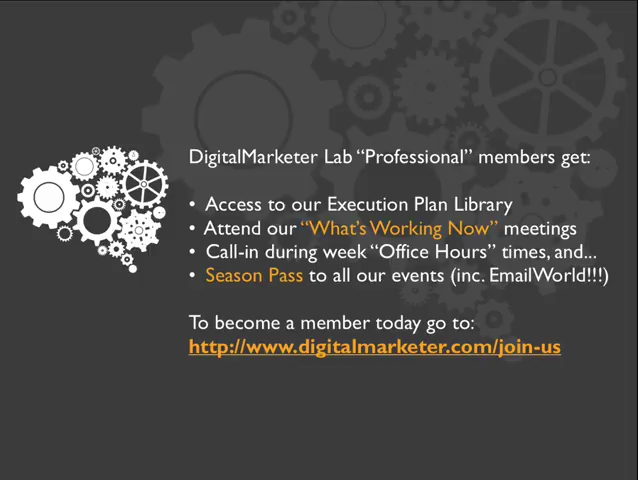 DigitalMarketer Lab “Professional” members get:
• Access to our Execution Plan Library
• Attend our “What’s Working Now” meetings
• Call-in during week “Office Hours” times, and...
• Season Pass to all our events (inc. EmailWorld!!!)
To become a member today go to:
http://www.digitalmarketer.com/join-us